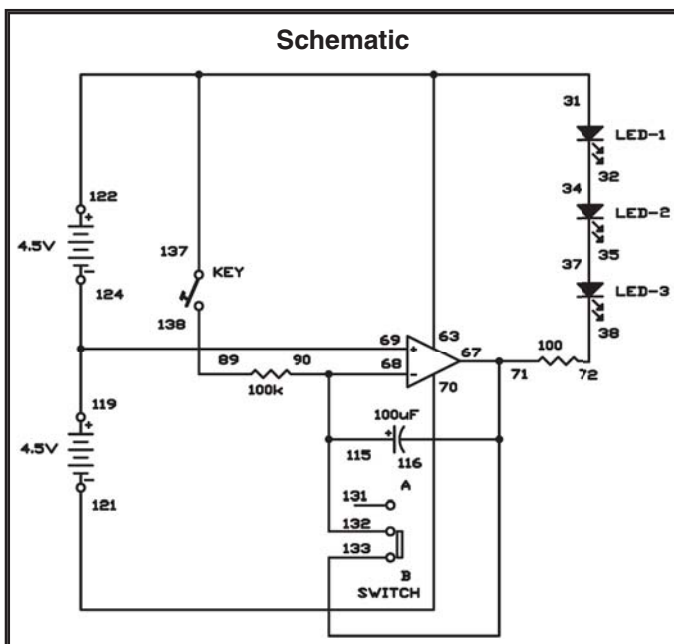 Schematic
31
LED-1
32
122
34
LED-2
4.5V
35
137
37
KEY
LED-3
124
138
69
63
38
+
67
100
89
90
68
-
70
71
72
119
100k
4.5V
100uF
+
115
116
121
A
131
132
133
B
SWITCH